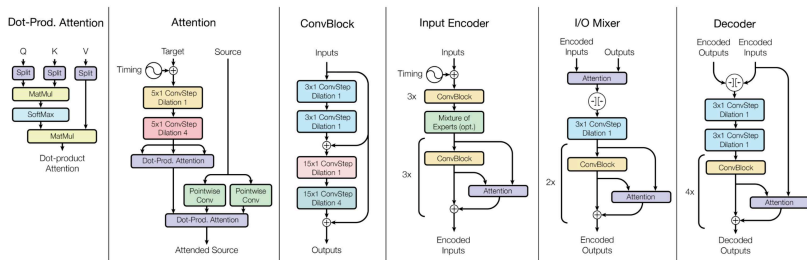 Dot-Prod. Attention
Q K V
Split Split Split
MatMul
SoftMax
MatMul
Dot-product
Attention
Attention
Target Source
Timing
5x1 ConvStep
Dilation 1
5x1 ConvStep
Dilation 4
Dot-Prod. Attention
Pointwise
Conv
Pointwise
Conv
Dot-Prod. Attention
Attended Source
ConvBlock
Inputs
3x1 ConvStep
Dilation 1
3x1 ConvStep
Dilation 1
15x1 ConvStep
Dilation 1
15x1 ConvStep
Dilation 4
Outputs
Input Encoder
Inputs
Timing
3x
ConvBlock
Mixture of
Experts (opt.)
3x
ConvBlock
Attention
Encoded
Inputs
I/O Mixer
Encoded
Inputs
Outputs
Attention
3x1 ConvStep
Dilation 1
2x
ConvBlock
Attention
Encoded
Outputs
Decoder
Encoded
Outputs
Encoded
Inputs
3x1 ConvStep
Dilation 1
3x1 ConvStep
Dilation 1
4x
ConvBlock
Attention
Decoded
Outputs